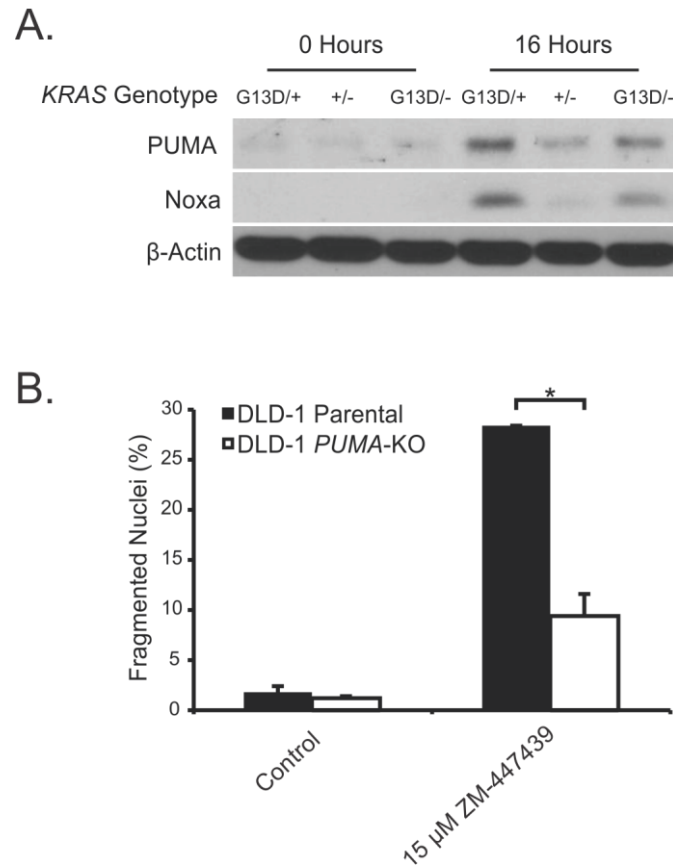 A.
0 Hours 16 Hours
KRAS Genotype G13D/+ +/- G13D/- G13D/+ +/- G13D/-
PUMA
Noxa
β-Actin
B.
*
30
DLD-1 Parental
25
DLD-1 PUMA-KO
20
15
10
5
0
Fragmented Nuclei (%)
Control
15 μM ZM-447439